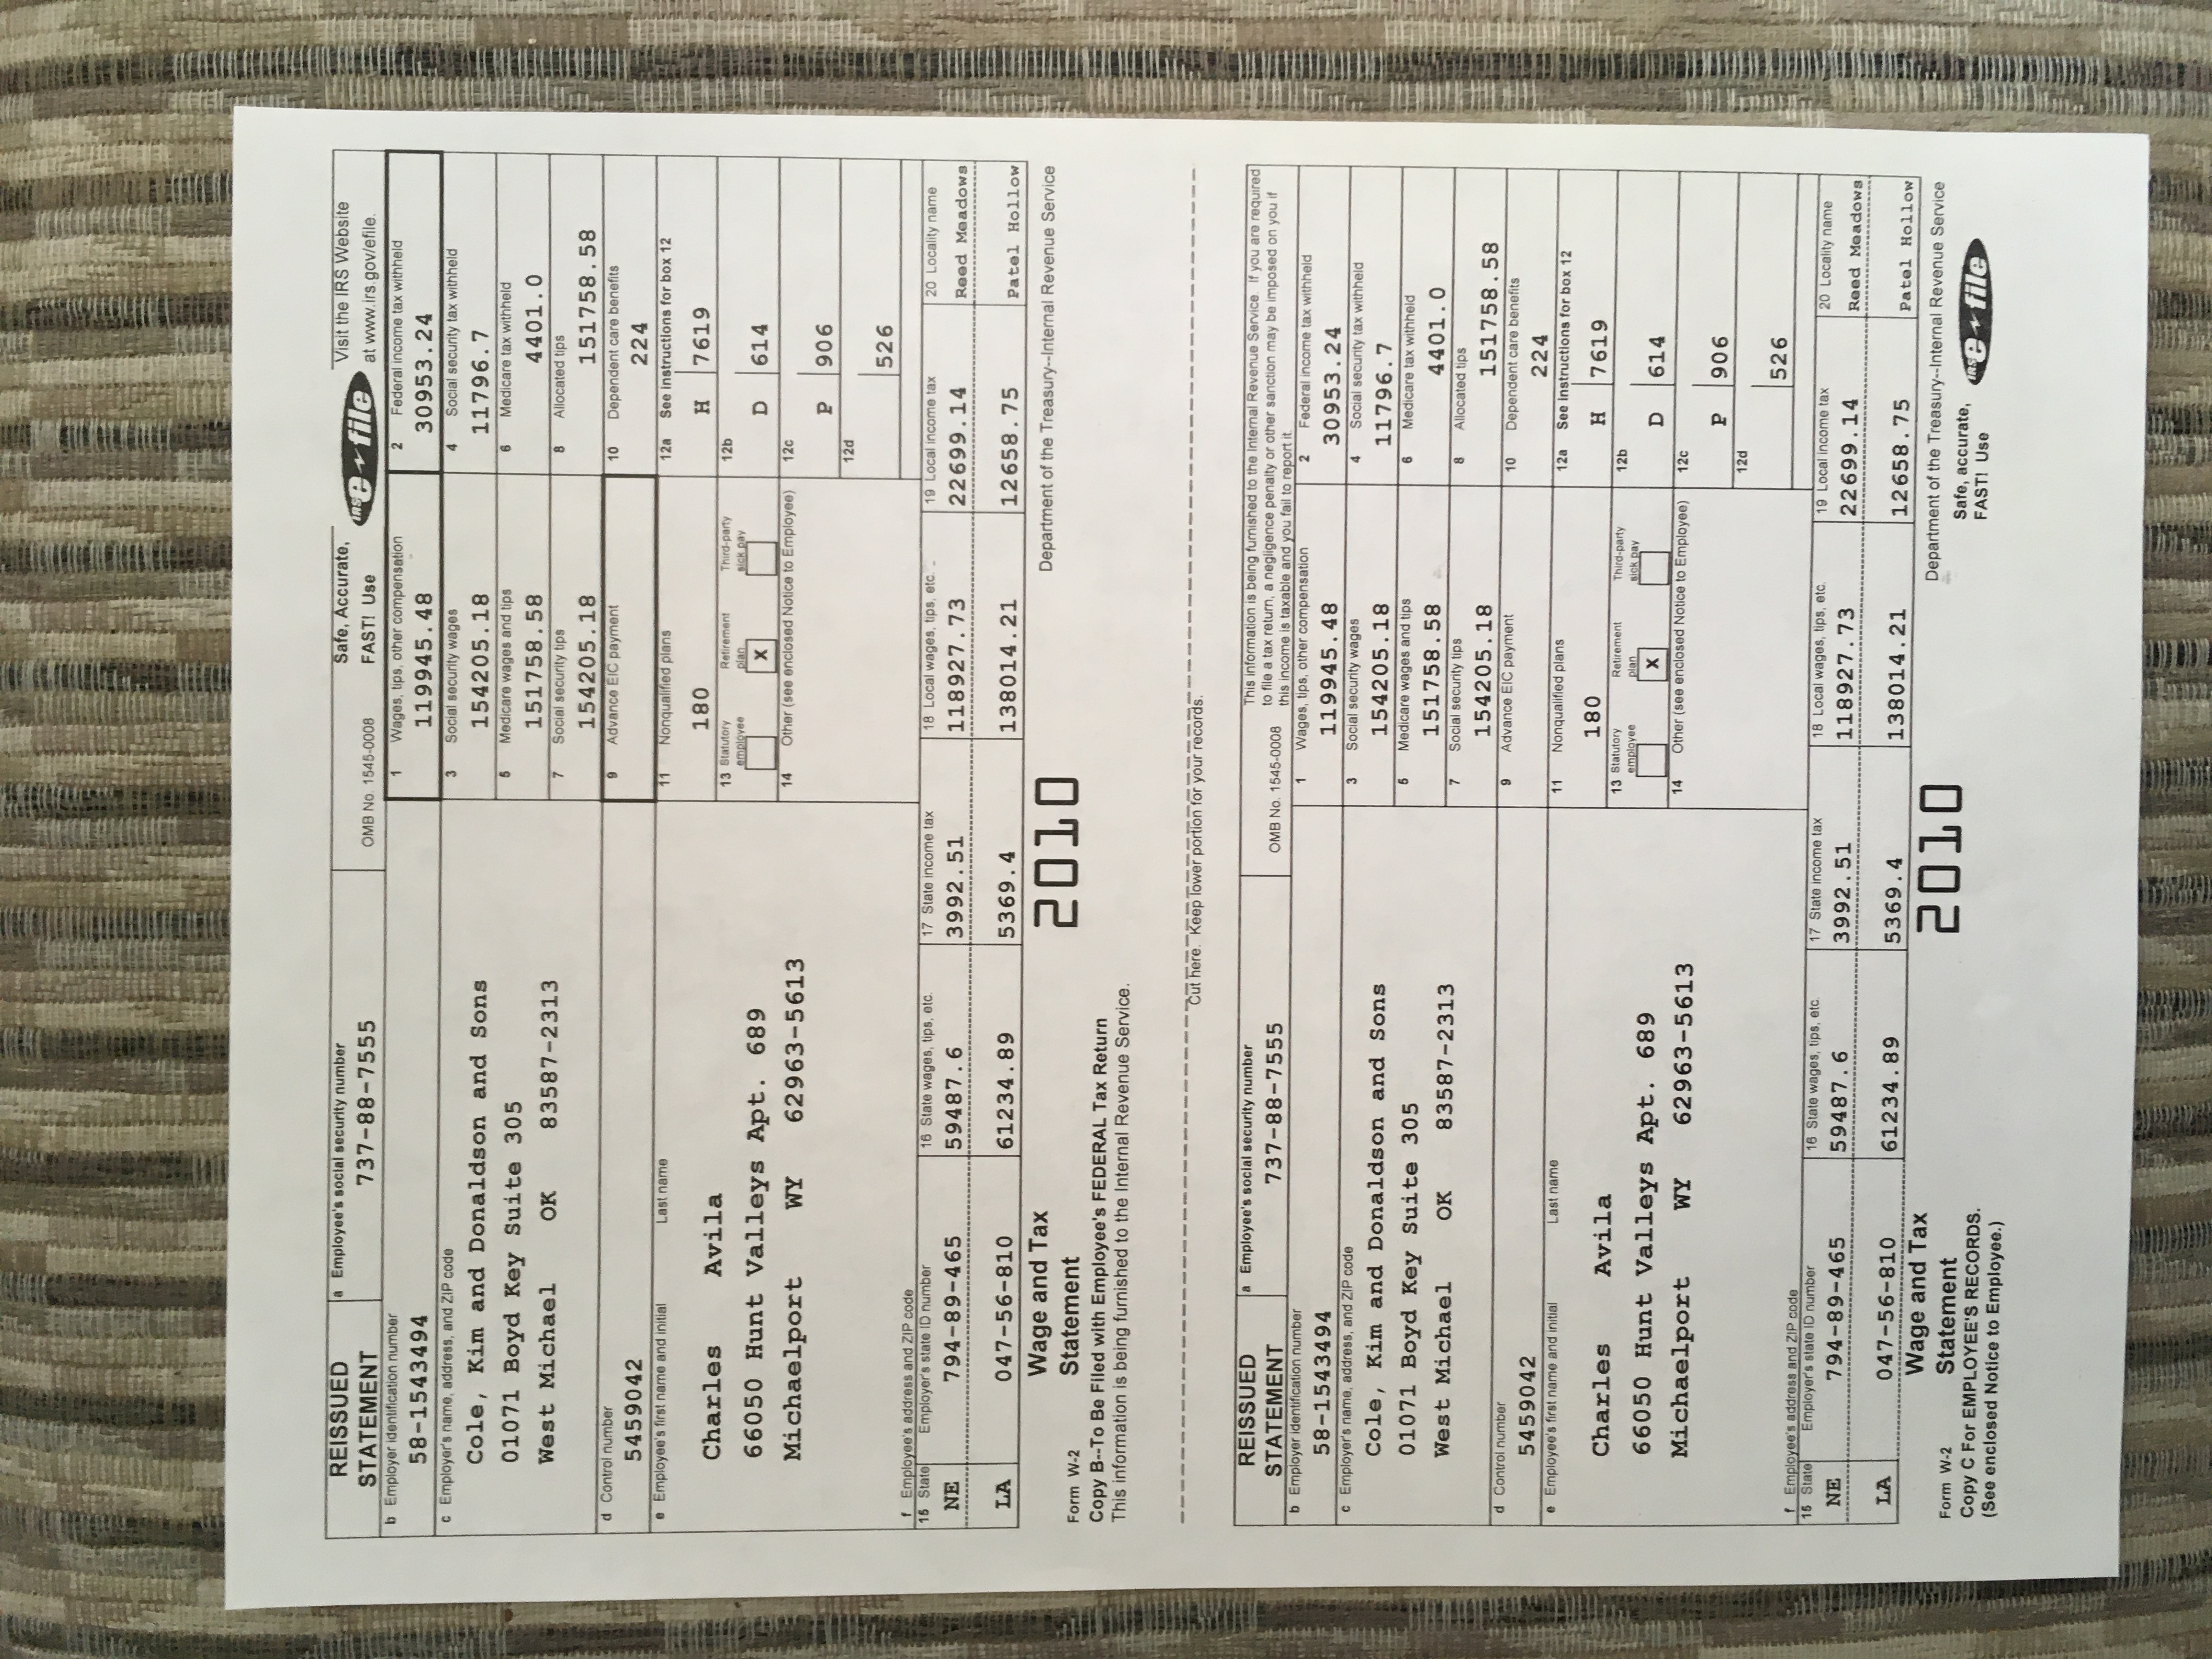 REISSUED STATEMENT
a Employee's social security number
737-88-7555
OMB No. 1545-0008
Safe, Accurate, FAST! Use
IRS e-file
Visit the IRS Website at www.irs.gov/efile.
b Employer identification number
58-1543494
1 Wages, tips, other compensation
119945.48
2 Federal income tax withheld
30953.24
c Employer's name, address, and ZIP code
Cole, Kim and Donaldson and Sons
01071 Boyd Key Suite 305
West Michael OK 83587-2313
3 Social security wages
154205.18
4 Social security tax withheld
11796.7
5 Medicare wages and tips
151758.58
6 Medicare tax withheld
4401.0
7 Social security tips
154205.18
8 Allocated tips
151758.58
d Control number
5459042
9 Advance EIC payment
10 Dependent care benefits
224
e Employee's first name and initial Last name
Charles Avila
66050 Hunt Valleys Apt. 689
Michaelport WY 62963-5613
11 Nonqualified plans
180
12a See instructions for box 12
H 7619
13 Statutory employee Retirement plan Third-party sick pay
X
12b
D 614
14 Other (see enclosed Notice to Employee)
12c
P 906
12d
526
f Employee's address and ZIP code
15 State Employer's state ID number 16 State wages, tips, etc. 17 State income tax 18 Local wages, tips, etc. 19 Local income tax 20 Locality name
NE 794-89-465 59487.6 3992.51 118927.73 22699.14 Reed Meadows
LA 047-56-810 61234.89 5369.4 138014.21 12658.75 Patel Hollow
Form W-2 Wage and Tax Statement
2010
Department of the Treasury--Internal Revenue Service
Copy B--To Be Filed with Employee's FEDERAL Tax Return
This information is being furnished to the Internal Revenue Service.
Cut here. Keep lower portion for your records.
REISSUED STATEMENT
a Employee's social security number
737-88-7555
OMB No. 1545-0008
This information is being furnished to the Internal Revenue Service. If you are required
to file a tax return, a negligence penalty or other sanction may be imposed on you if
this income is taxable and you fail to report it.
b Employer identification number
58-1543494
1 Wages, tips, other compensation
119945.48
2 Federal income tax withheld
30953.24
c Employer's name, address, and ZIP code
Cole, Kim and Donaldson and Sons
01071 Boyd Key Suite 305
West Michael OK 83587-2313
3 Social security wages
154205.18
4 Social security tax withheld
11796.7
5 Medicare wages and tips
151758.58
6 Medicare tax withheld
4401.0
7 Social security tips
154205.18
8 Allocated tips
151758.58
d Control number
5459042
9 Advance EIC payment
10 Dependent care benefits
224
e Employee's first name and initial Last name
Charles Avila
66050 Hunt Valleys Apt. 689
Michaelport WY 62963-5613
11 Nonqualified plans
180
12a See instructions for box 12
H 7619
13 Statutory employee Retirement plan Third-party sick pay
X
12b
D 614
14 Other (see enclosed Notice to Employee)
12c
P 906
12d
526
f Employee's address and ZIP code
15 State Employer's state ID number 16 State wages, tips, etc. 17 State income tax 18 Local wages, tips, etc. 19 Local income tax 20 Locality name
NE 794-89-465 59487.6 3992.51 118927.73 22699.14 Reed Meadows
LA 047-56-810 61234.89 5369.4 138014.21 12658.75 Patel Hollow
Form W-2 Wage and Tax Statement
2010
Department of the Treasury--Internal Revenue Service
Copy C For EMPLOYEE'S RECORDS.
(See enclosed Notice to Employee.)
Safe, accurate, FAST! Use
IRS e-file